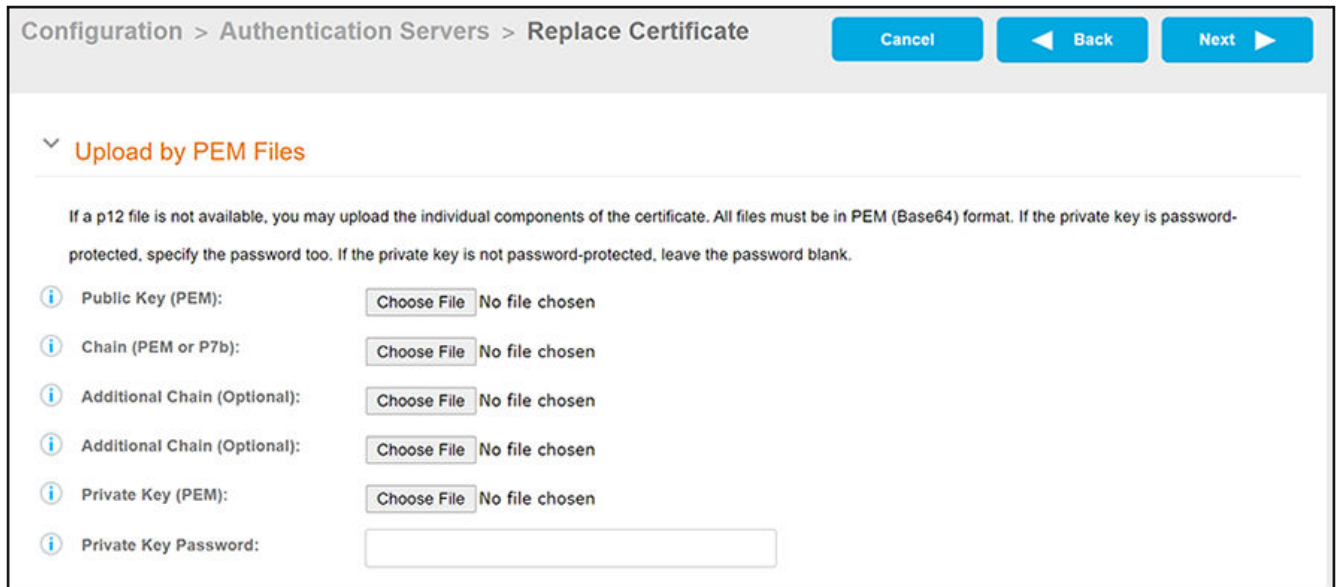 Configuration > Authentication Servers > Replace Certificate
Cancel
Back
Next
Upload by PEM Files
If a p12 file is not available, you may upload the individual components of the certificate. All files must be in PEM (Base64) format. If the private key is password-
protected, specify the password too. If the private key is not password-protected, leave the password blank.
Public Key (PEM): Choose File No file chosen
Chain (PEM or P7b): Choose File No file chosen
Additional Chain (Optional): Choose File No file chosen
Additional Chain (Optional): Choose File No file chosen
Private Key (PEM): Choose File No file chosen
Private Key Password: